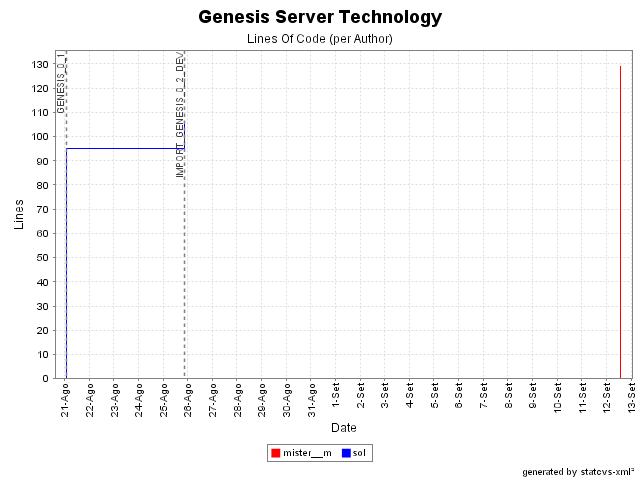 Genesis Server Technology
Lines Of Code (per Author)
GENESIS_0_1
IMPORT_GENESIS_0_2_DEV
Lines
130
120
110
100
90
80
70
60
50
40
30
20
10
0
21-Ago
22-Ago
23-Ago
24-Ago
25-Ago
26-Ago
27-Ago
28-Ago
29-Ago
30-Ago
31-Ago
1-Set
2-Set
3-Set
4-Set
5-Set
6-Set
7-Set
8-Set
9-Set
10-Set
11-Set
12-Set
13-Set
Date
mister__m sol
generated by statcvs-xml²